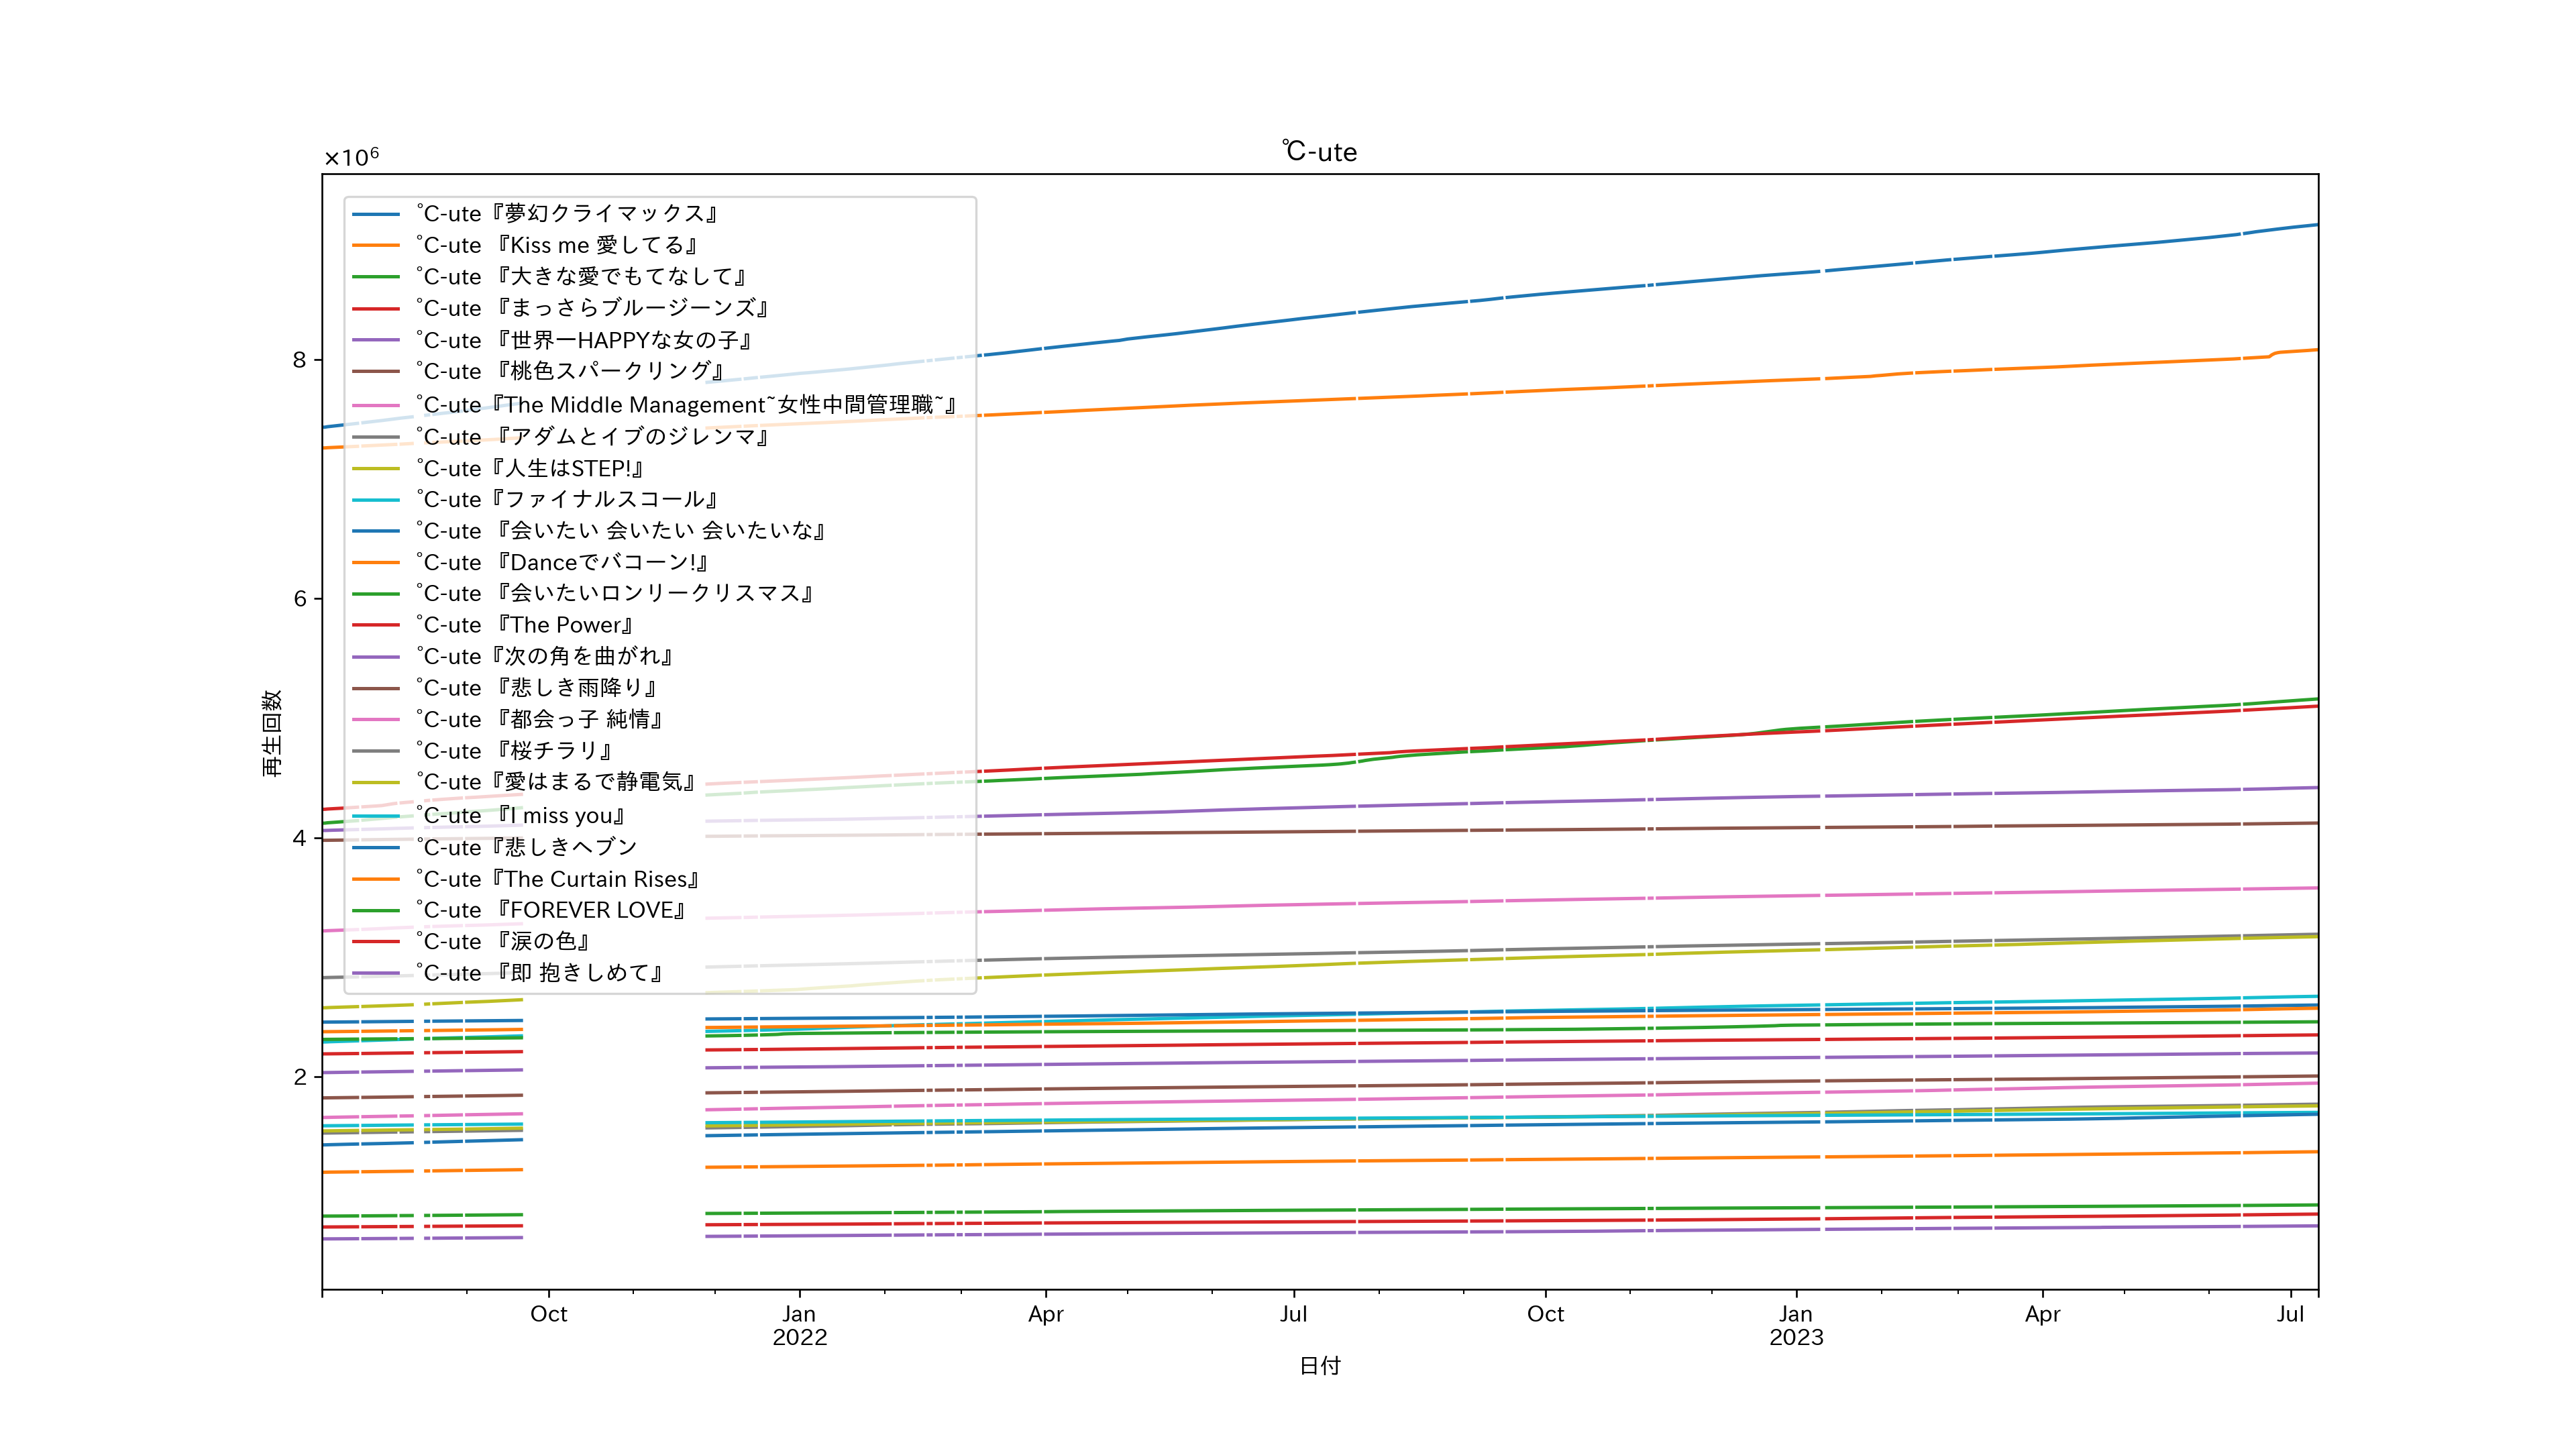 ℃-ute
×10⁶
°C-ute『夢幻クライマックス』
°C-ute 『Kiss me 愛してる』
°C-ute 『大きな愛でもてなして』
°C-ute 『まっさらブルージーンズ』
°C-ute 『世界一HAPPYな女の子』
°C-ute 『桃色スパークリング』
°C-ute『The Middle Management~女性中間管理職~』
°C-ute 『アダムとイブのジレンマ』
°C-ute『人生はSTEP!』
°C-ute『ファイナルスコール』
°C-ute 『会いたい 会いたい 会いたいな』
°C-ute 『Danceでバコーン!』
°C-ute 『会いたいロンリークリスマス』
°C-ute 『The Power』
°C-ute『次の角を曲がれ』
°C-ute 『悲しき雨降り』
°C-ute 『都会っ子 純情』
°C-ute 『桜チラリ』
°C-ute『愛はまるで静電気』
°C-ute 『I miss you』
°C-ute『悲しきヘブン
°C-ute『The Curtain Rises』
°C-ute 『FOREVER LOVE』
°C-ute 『涙の色』
°C-ute 『即 抱きしめて』
8
6
4
2
再生回数
Oct Jan Apr Jul Oct Jan Apr Jul
2022 2023
日付